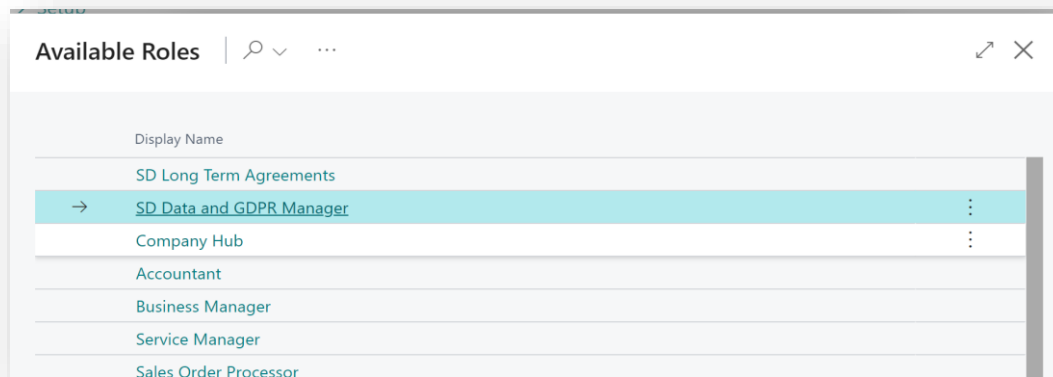 Setup
Available Roles
Display Name
SD Long Term Agreements
SD Data and GDPR Manager
Company Hub
Accountant
Business Manager
Service Manager
Sales Order Processor